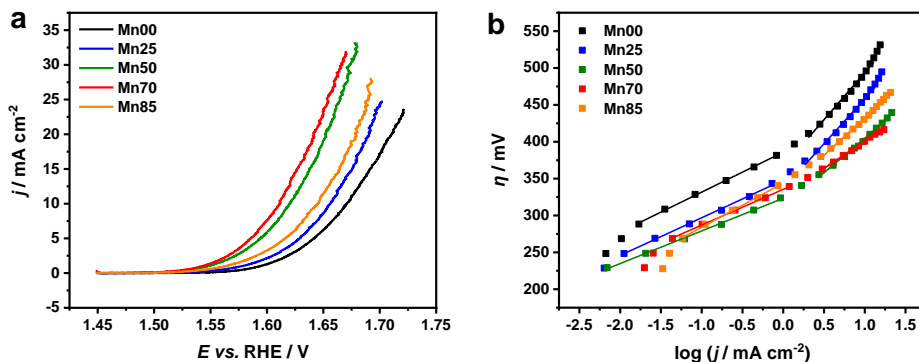 a
j / mA cm⁻²
35
30
25
20
15
10
5
0
-5
Mn00
Mn25
Mn50
Mn70
Mn85
1.45 1.50 1.55 1.60 1.65 1.70 1.75
E vs. RHE / V
b
η / mV
550
500
450
400
350
300
250
200
Mn00
Mn25
Mn50
Mn70
Mn85
-2.5 -2.0 -1.5 -1.0 -0.5 0.0 0.5 1.0 1.5
log (j / mA cm⁻²)